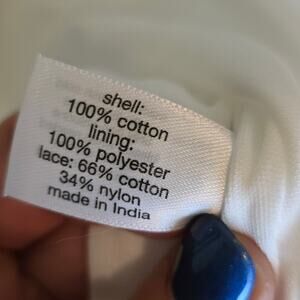 shell:
100% cotton
lining:
100% polyester
lace: 66% cotton
34% nylon
made in India